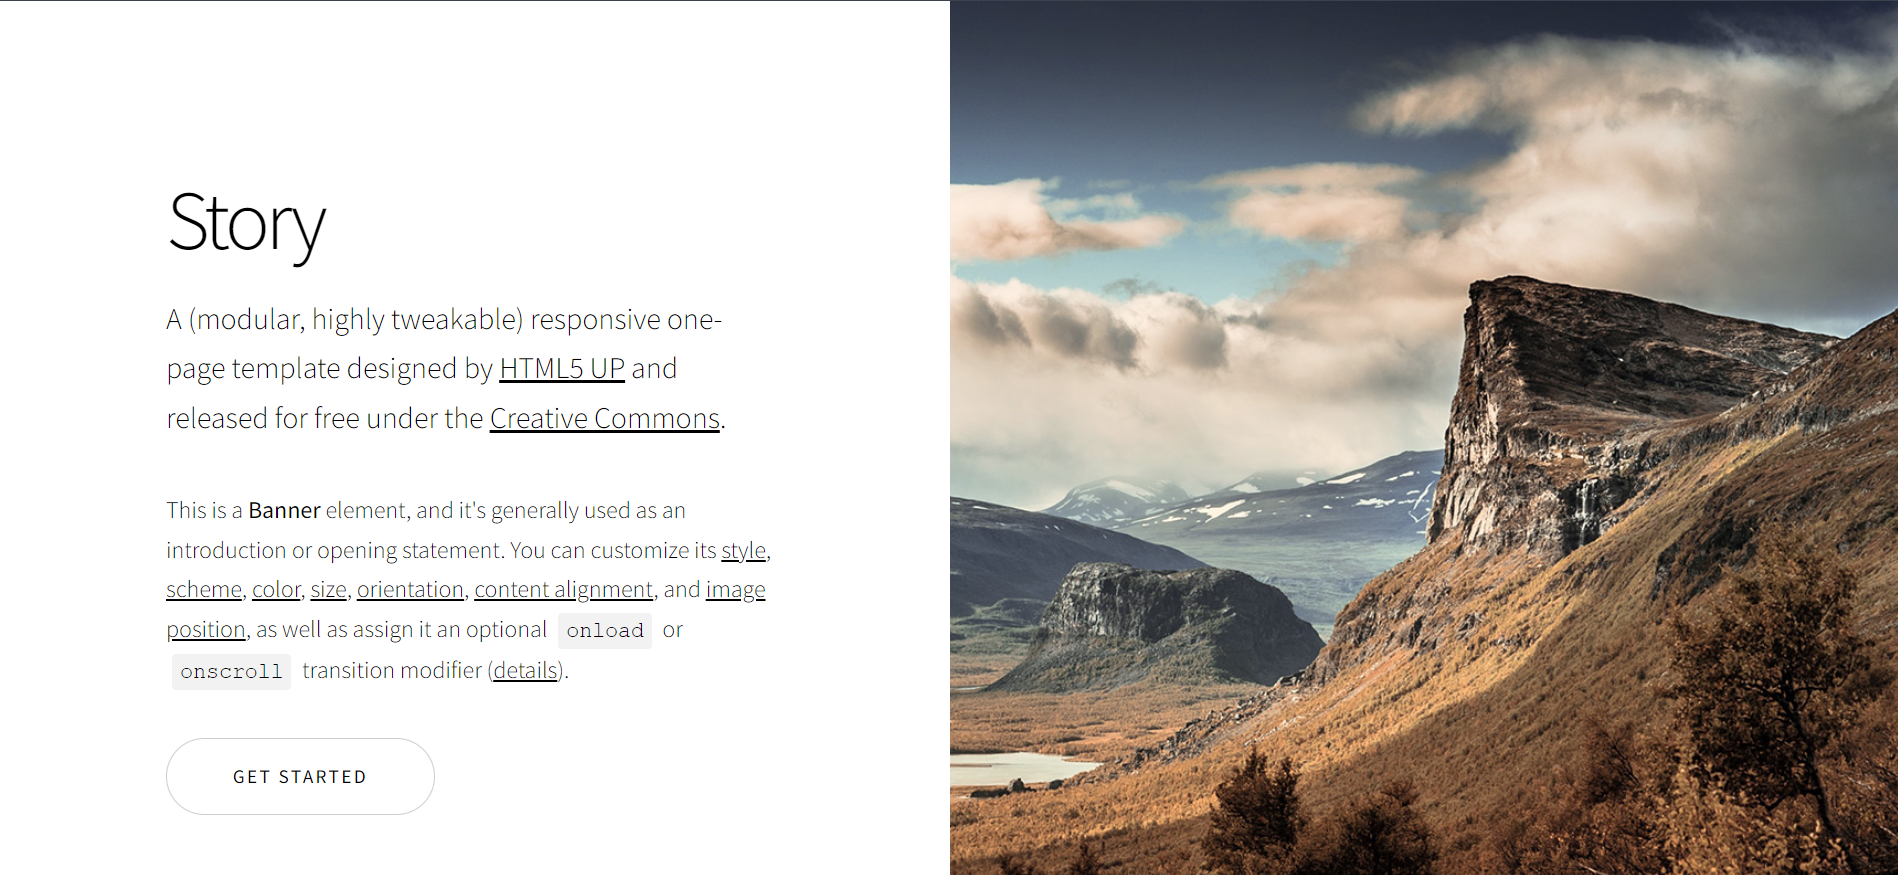 Story
A (modular, highly tweakable) responsive one-
page template designed by HTML5 UP and
released for free under the Creative Commons.
This is a Banner element, and it's generally used as an
introduction or opening statement. You can customize its style,
scheme, color, size, orientation, content alignment, and image
position, as well as assign it an optional onload or
onscroll transition modifier (details).
GET STARTED